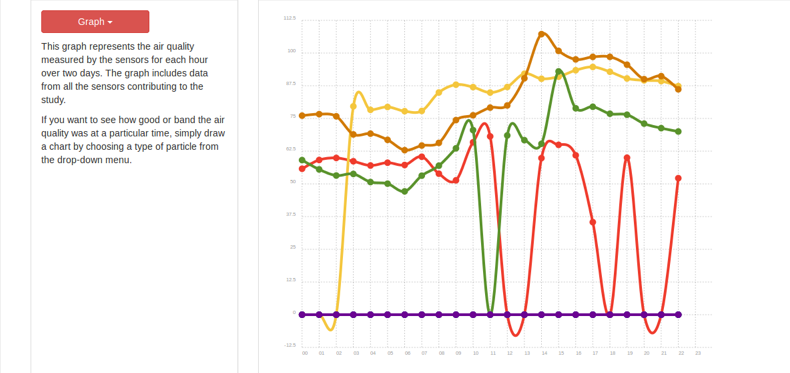 Graph
This graph represents the air quality
measured by the sensors for each hour
over two days. The graph includes data
from all the sensors contributing to the
study.
If you want to see how good or band the air
quality was at a particular time, simply draw
a chart by choosing a type of particle from
the drop-down menu.
112.5
100
87.5
75
62.5
50
37.5
25
12.5
0
-12.5
00 01 02 03 04 05 06 07 08 09 10 11 12 13 14 15 16 17 18 19 20 21 22 23